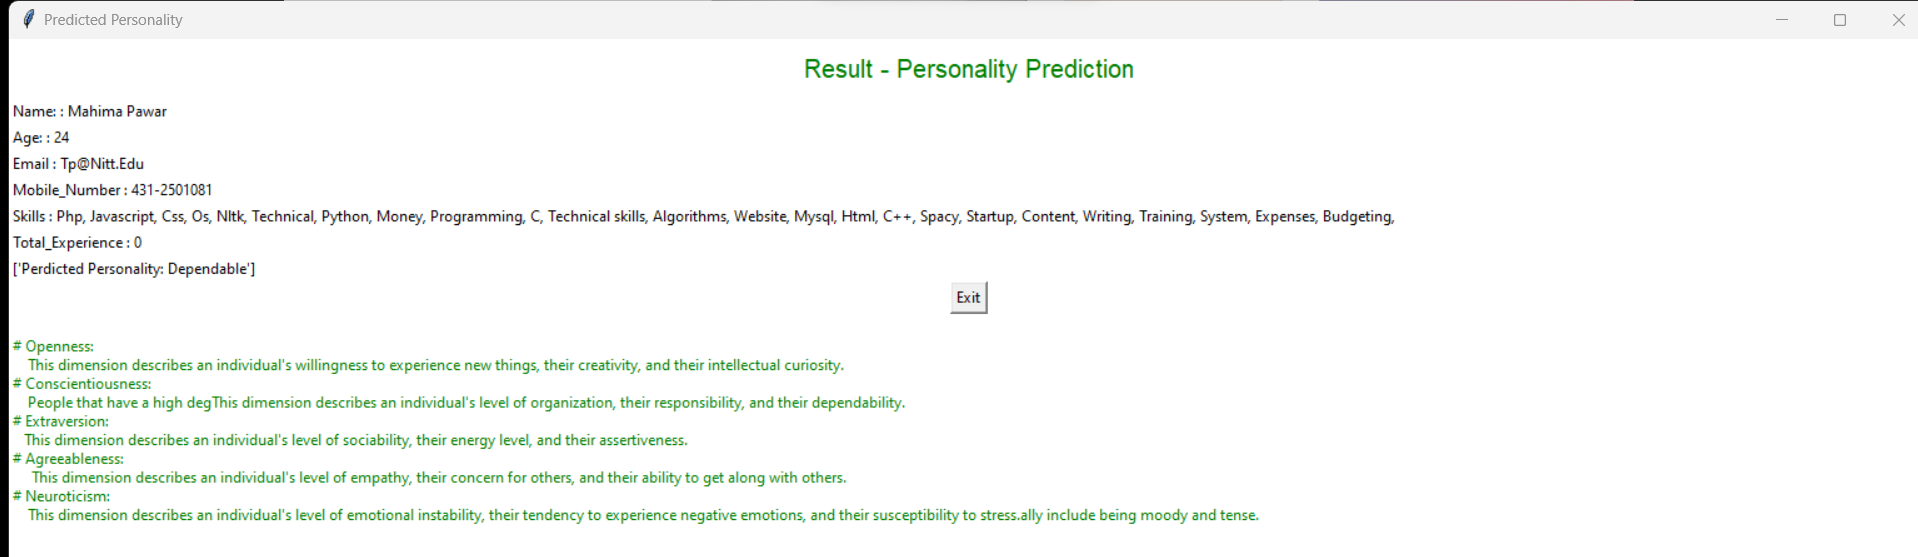 Predicted Personality
Result - Personality Prediction
Name: : Mahima Pawar
Age: : 24
Email : Tp@Nitt.Edu
Mobile_Number : 431-2501081
Skills : Php, Javascript, Css, Os, Nltk, Technical, Python, Money, Programming, C, Technical skills, Algorithms, Website, Mysql, Html, C++, Spacy, Startup, Content, Writing, Training, System, Expenses, Budgeting,
Total_Experience : 0
['Perdicted Personality: Dependable']
Exit
# Openness:
This dimension describes an individual's willingness to experience new things, their creativity, and their intellectual curiosity.
# Conscientiousness:
People that have a high degThis dimension describes an individual's level of organization, their responsibility, and their dependability.
# Extraversion:
This dimension describes an individual's level of sociability, their energy level, and their assertiveness.
# Agreeableness:
This dimension describes an individual's level of empathy, their concern for others, and their ability to get along with others.
# Neuroticism:
This dimension describes an individual's level of emotional instability, their tendency to experience negative emotions, and their susceptibility to stress.ally include being moody and tense.